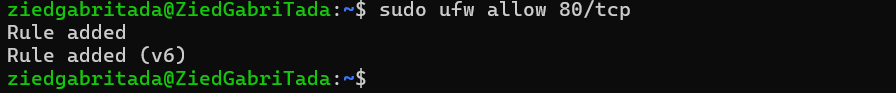 ziedgabritada@ZiedGabriTada:~$ sudo ufw allow 80/tcp
Rule added
Rule added (v6)
ziedgabritada@ZiedGabriTada:~$